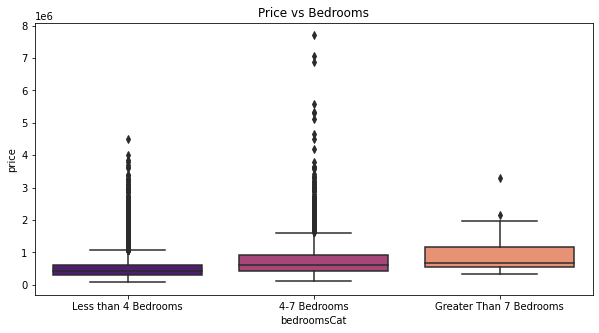 Price vs Bedrooms
1e6
8
7
6
5
4
3
2
1
0
price
Less than 4 Bedrooms
4-7 Bedrooms
Greater Than 7 Bedrooms
bedroomsCat